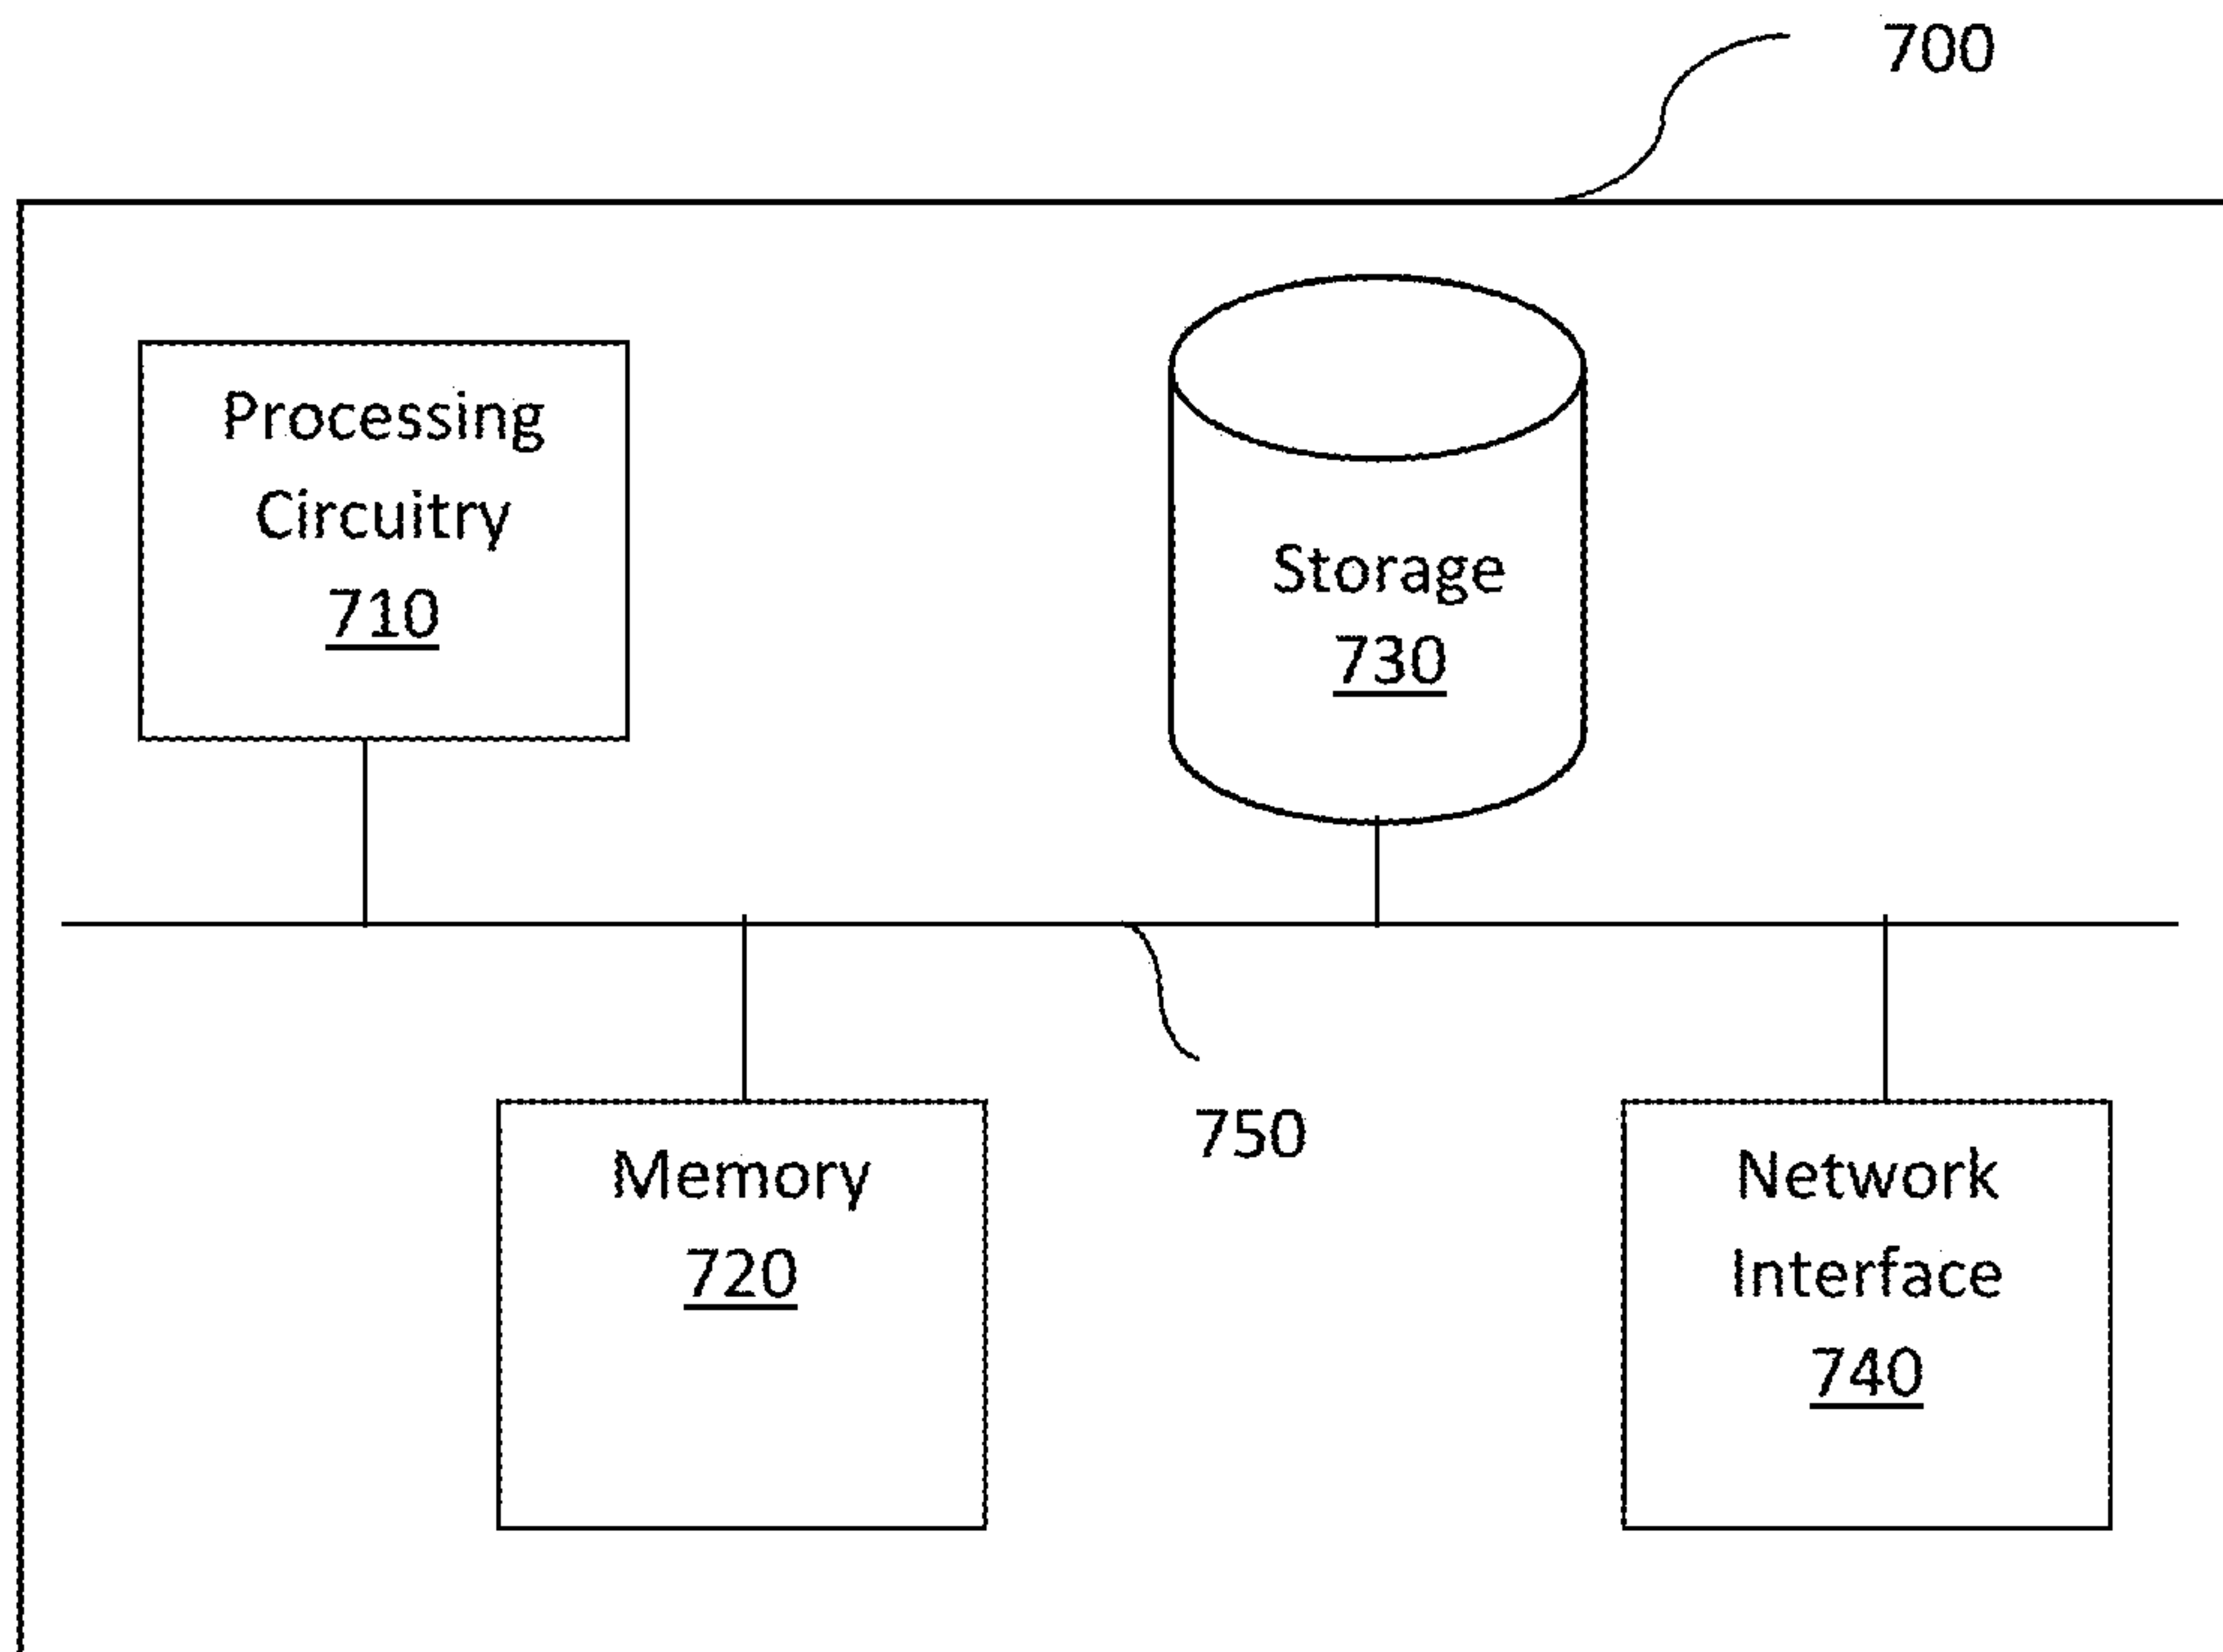 700
Processing
Circuitry
710
Storage
730
750
Memory
720
Network
Interface
740